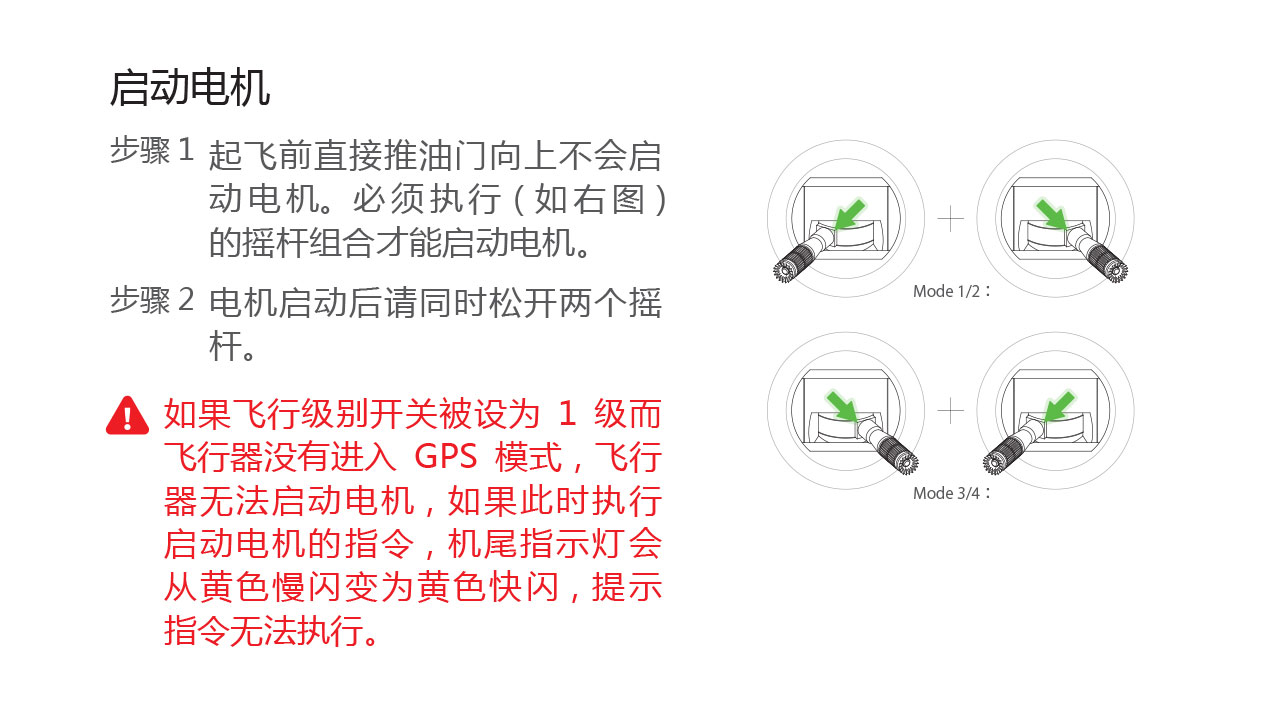 启动电机
步骤 1 起飞前直接推油门向上不会启
动电机。必须执行（如右图）
的摇杆组合才能启动电机。
步骤 2 电机启动后请同时松开两个摇
杆。
如果飞行级别开关被设为 1 级而
飞行器没有进入 GPS 模式，飞行
器无法启动电机，如果此时执行
启动电机的指令，机尾指示灯会
从黄色慢闪变为黄色快闪，提示
指令无法执行。
Mode 1/2：
Mode 3/4：